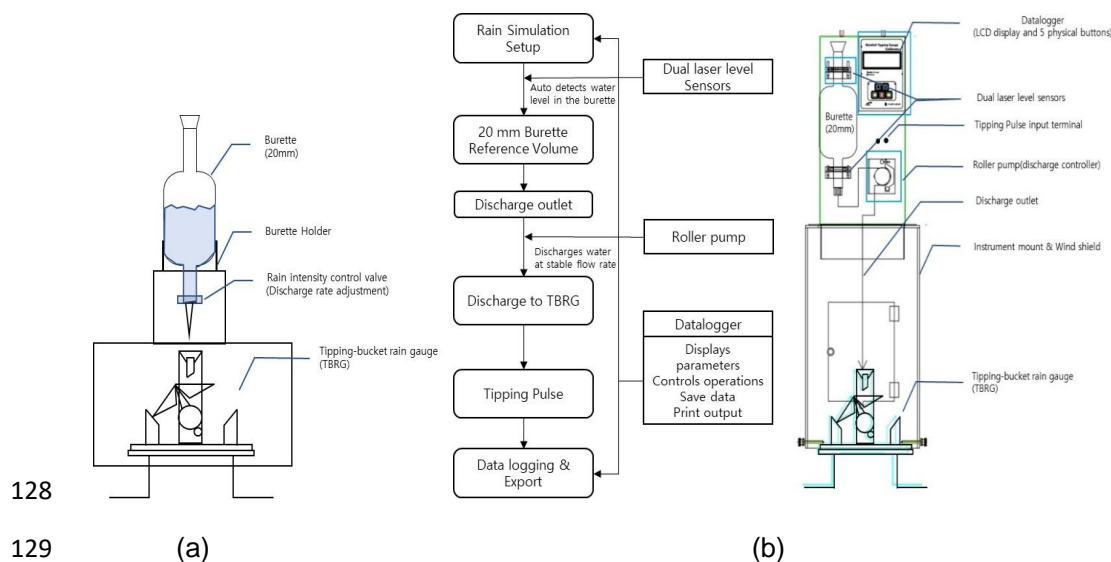 Burette
(20mm)
Burette Holder
Rain intensity control valve
(Discharge rate adjustment)
Tipping-bucket rain gauge
(TBRG)
Rain Simulation
Setup
Auto detects water
level in the burette
Dual laser level
Sensors
20 mm Burette
Reference Volume
Discharge outlet
Discharges water
at stable flow rate
Roller pump
Discharge to TBRG
Datalogger
Displays
parameters
Controls operations
Save data
Print output
Tipping Pulse
Data logging &
Export
Datalogger
(LCD display and 5 physical buttons)
Burette
(20mm)
Dual laser level sensors
Tipping Pulse input terminal
Roller pump(discharge controller)
Discharge outlet
Instrument mount & Wind shield
Tipping-bucket rain gauge
(TBRG)
128
129 (a) (b)